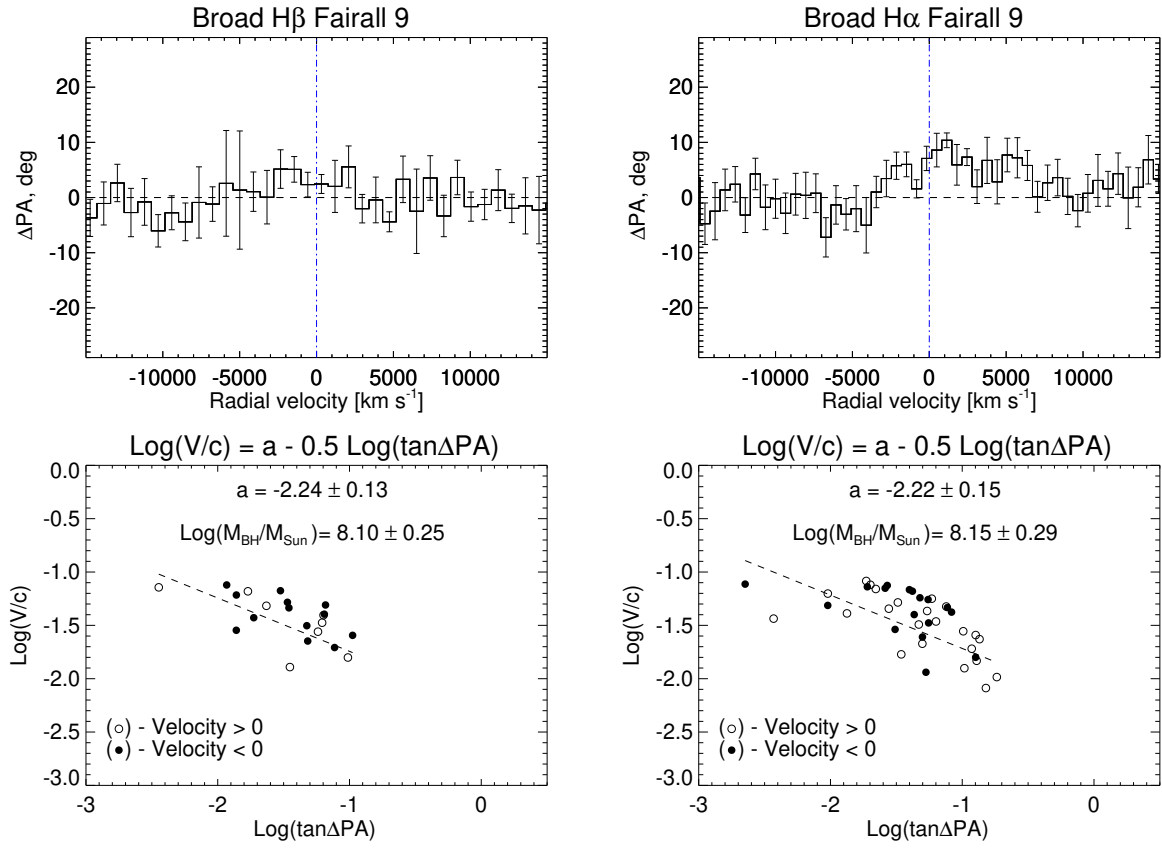 Broad Hβ Fairall 9
ΔPA, deg
20
10
0
-10
-20
-10000 -5000 0 5000 10000
Radial velocity [km s⁻¹]
Broad Hα Fairall 9
ΔPA, deg
20
10
0
-10
-20
-10000 -5000 0 5000 10000
Radial velocity [km s⁻¹]
Log(V/c) = a - 0.5 Log(tanΔPA)
a = -2.24 ± 0.13
Log(M_BH/M_Sun)= 8.10 ± 0.25
Log(V/c)
0.0
-0.5
-1.0
-1.5
-2.0
-2.5
-3.0
(○) - Velocity > 0
(●) - Velocity < 0
-3 -2 -1 0
Log(tanΔPA)
Log(V/c) = a - 0.5 Log(tanΔPA)
a = -2.22 ± 0.15
Log(M_BH/M_Sun)= 8.15 ± 0.29
Log(V/c)
0.0
-0.5
-1.0
-1.5
-2.0
-2.5
-3.0
(○) - Velocity > 0
(●) - Velocity < 0
-3 -2 -1 0
Log(tanΔPA)